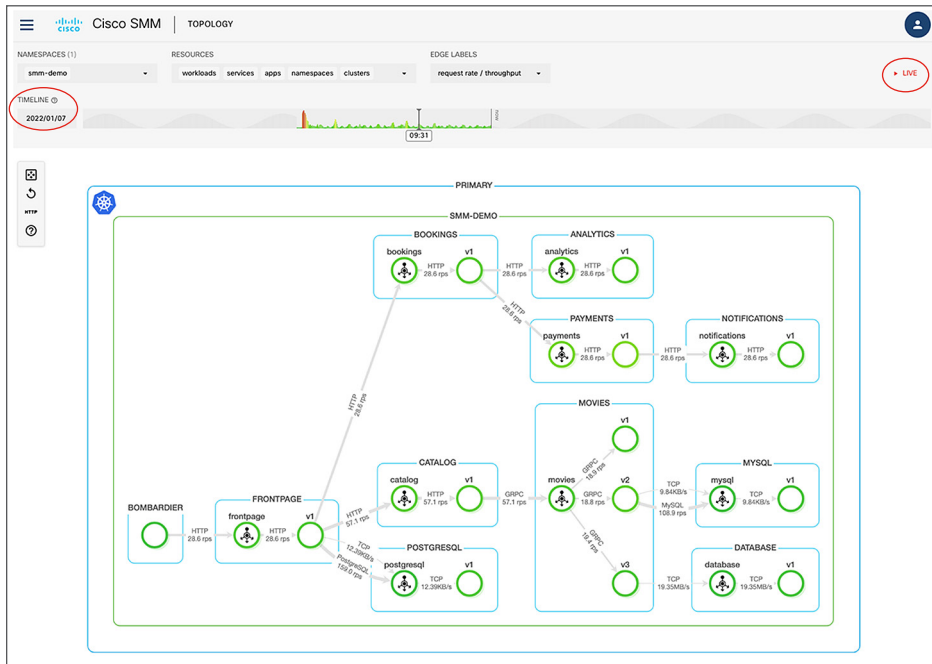 cisco Cisco SMM TOPOLOGY
NAMESPACES (1) RESOURCES EDGE LABELS
smm-demo workloads services apps namespaces clusters request rate / throughput LIVE
TIMELINE
2022/01/07
NOW
09:31
HTTP
PRIMARY
SMM-DEMO
BOOKINGS ANALYTICS
bookings v1 analytics v1
HTTP HTTP HTTP
28.6 rps 28.6 rps 28.6 rps
HTTP
28.6 rps
PAYMENTS NOTIFICATIONS
payments v1 notifications v1
HTTP HTTP HTTP
28.6 rps 28.6 rps 28.6 rps
HTTP
28.6 rps
MOVIES
v1
GRPC
18.9 rps
CATALOG MYSQL
catalog v1 movies v2 mysql v1
HTTP GRPC GRPC TCP TCP
57.1 rps 57.1 rps 18.8 rps 9.84KB/s 9.84KB/s
MySQL
108.9 rps
BOMBARDIER FRONTPAGE
frontpage v1
HTTP HTTP
28.6 rps 28.6 rps
HTTP
57.1 rps
TCP
12.39KB/s
PostgreSQL
159.0 rps
GRPC
19.4 rps
POSTGRESQL DATABASE
postgresql v1 v3 database v1
TCP TCP TCP
12.39KB/s 19.35MB/s 19.35MB/s